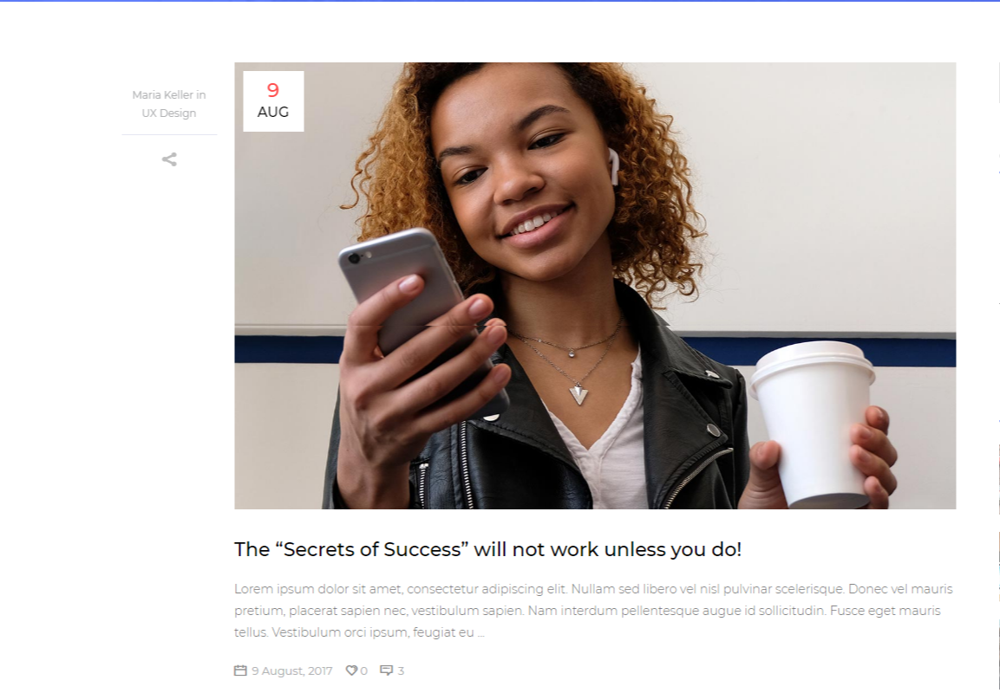 Maria Keller in
UX Design
9
AUG
The “Secrets of Success” will not work unless you do!
Lorem ipsum dolor sit amet, consectetur adipiscing elit. Nullam sed libero vel nisl pulvinar scelerisque. Donec vel mauris
pretium, placerat sapien nec, vestibulum sapien. Nam interdum pellentesque augue id sollicitudin. Fusce eget mauris
tellus. Vestibulum orci ipsum, feugiat eu ...
9 August, 2017 0 3